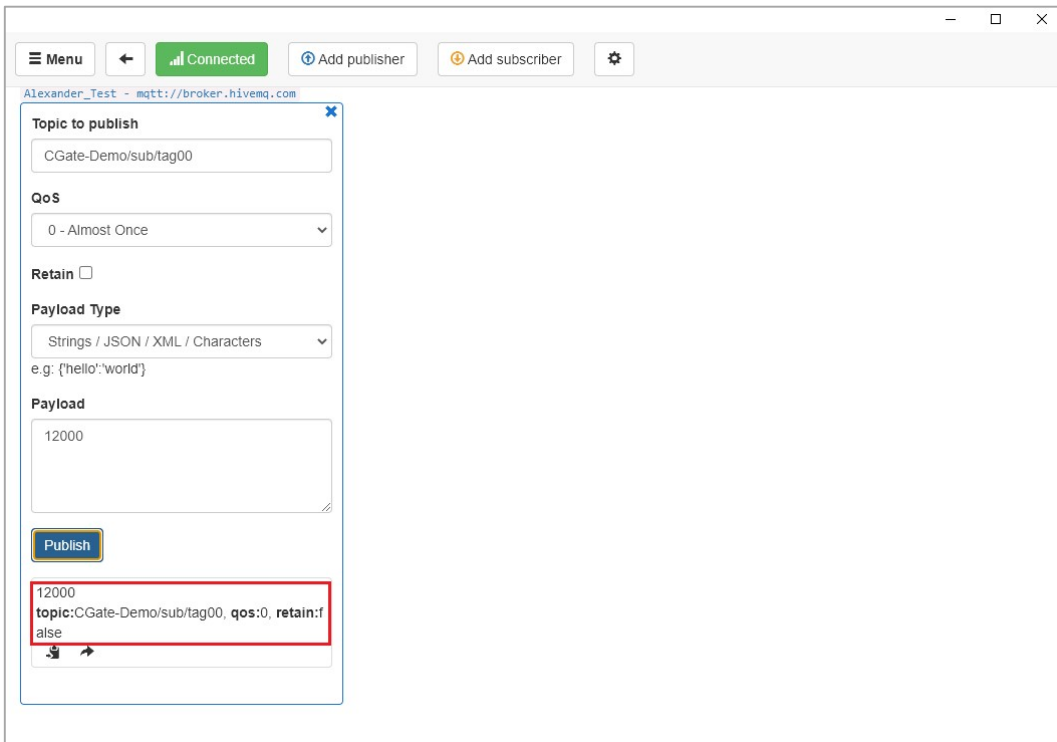 Menu
Connected
Add publisher
Add subscriber
Alexander_Test - mqtt://broker.hivemq.com
Topic to publish
CGate-Demo/sub/tag00
QoS
0 - Almost Once
Retain
Payload Type
Strings / JSON / XML / Characters
e.g: {'hello':'world'}
Payload
12000
Publish
12000
topic:CGate-Demo/sub/tag00, qos:0, retain:f
alse